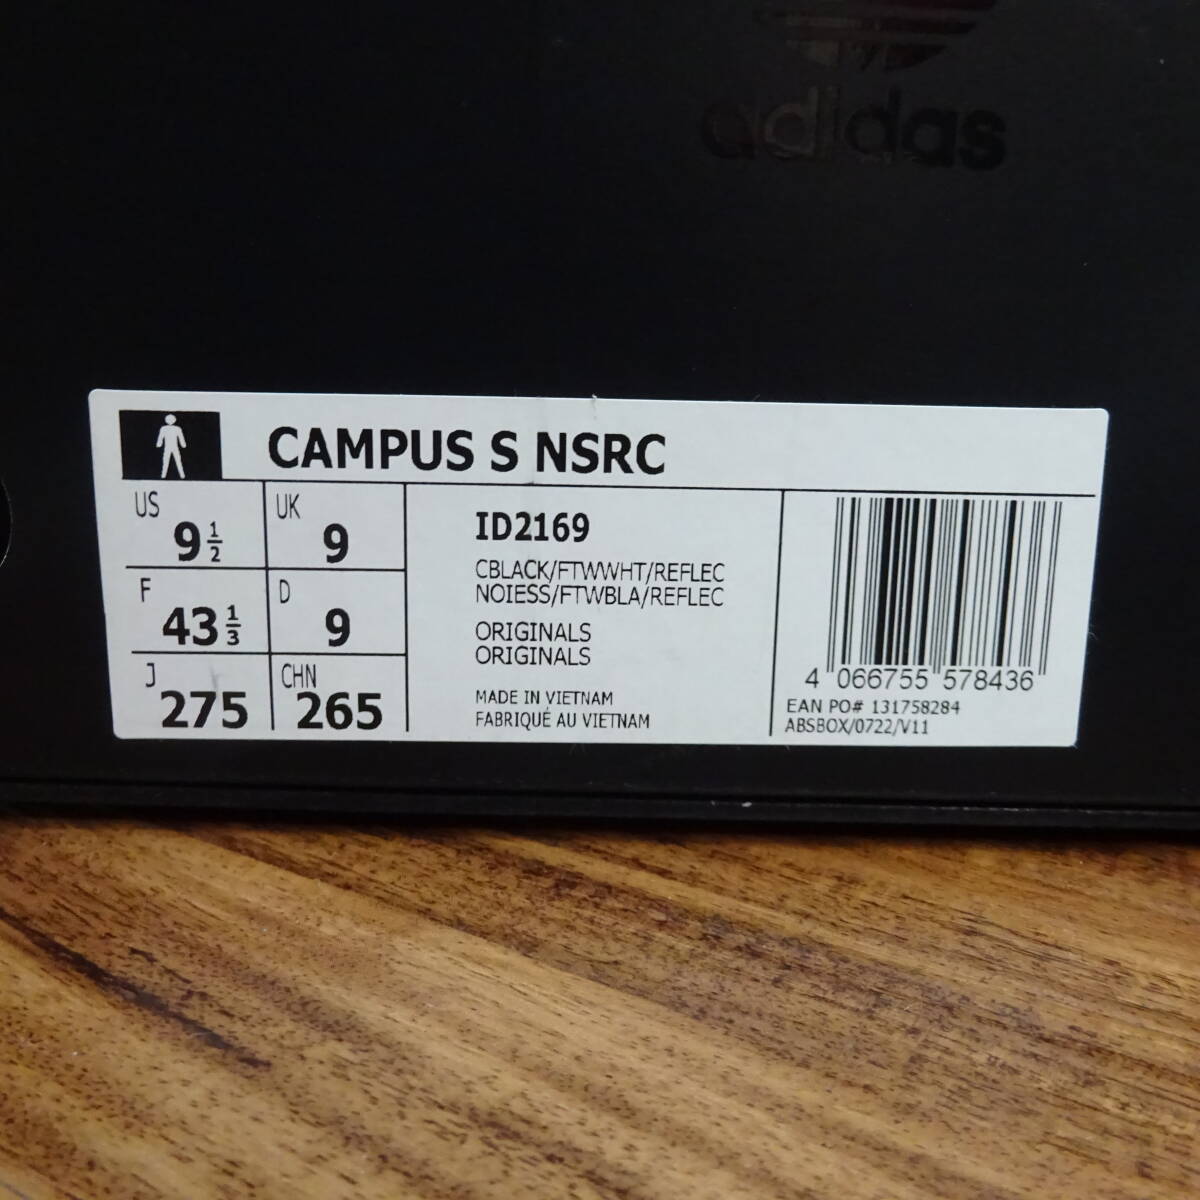 adidas
CAMPUS S NSRC
US 9 1/2
UK 9
F 43 1/3
D 9
J 275
CHN 265
ID2169
CBLACK/FTWWHT/REFLEC
NOIESS/FTWBLA/REFLEC
ORIGINALS
ORIGINALS
MADE IN VIETNAM
FABRIQUÉ AU VIETNAM
4 066755 578436
EAN PO# 131758284
ABSBOX/0722/V11